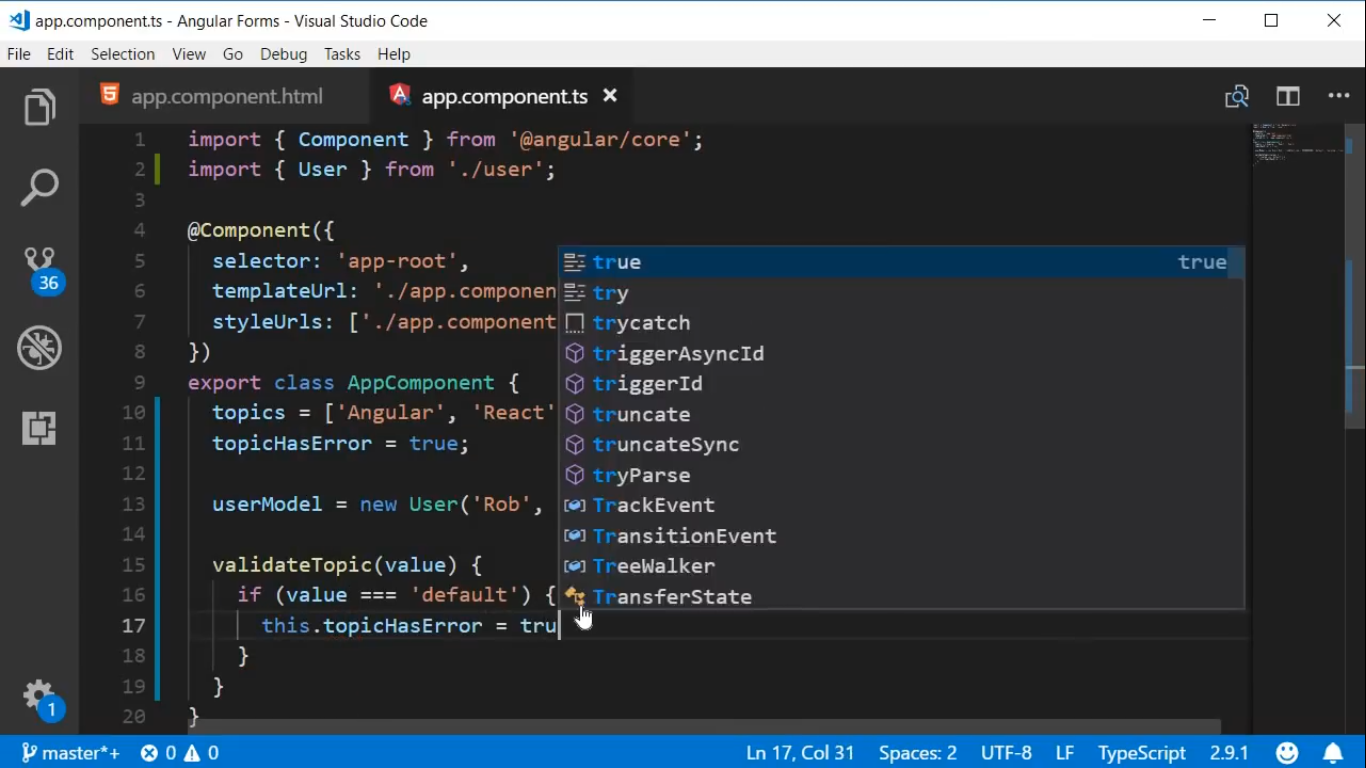 app.component.ts - Angular Forms - Visual Studio Code
File Edit Selection View Go Debug Tasks Help
app.component.html app.component.ts
1 import { Component } from '@angular/core';
2 import { User } from './user';
3
4 @Component({
5 selector: 'app-root',
6 templateUrl: './app.componen
7 styleUrls: ['./app.component
8 })
9 export class AppComponent {
10 topics = ['Angular', 'React'
11 topicHasError = true;
12
13 userModel = new User('Rob',
14
15 validateTopic(value) {
16 if (value === 'default') {
17 this.topicHasError = tru
18 }
19 }
20 }
true true
try
trycatch
triggerAsyncId
triggerId
truncate
truncateSync
tryParse
TrackEvent
TransitionEvent
TreeWalker
TransferState
36
1
master*+ 0 0 Ln 17, Col 31 Spaces: 2 UTF-8 LF TypeScript 2.9.1